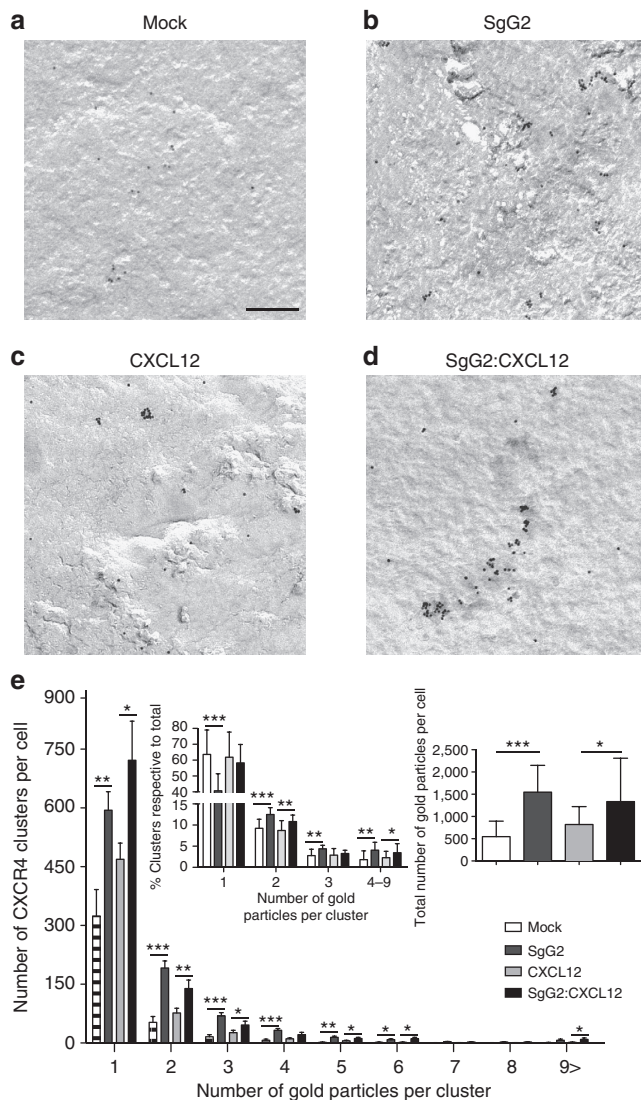 a
Mock
b
SgG2
c
CXCL12
d
SgG2:CXCL12
e
900
750
600
450
300
150
0
Number of CXCR4 clusters per cell
** *
*** **
*** *
***
** *
* *
*
1 2 3 4 5 6 7 8 9>
Number of gold particles per cluster
80
70
60
50
40
30
15
10
5
0
% Clusters respective to total
***
*** **
**
** *
1 2 3 4–9
Number of gold
particles per cluster
2,500
2,000
1,500
1,000
500
0
Total number of gold particles per cell
*** *
Mock
SgG2
CXCL12
SgG2:CXCL12